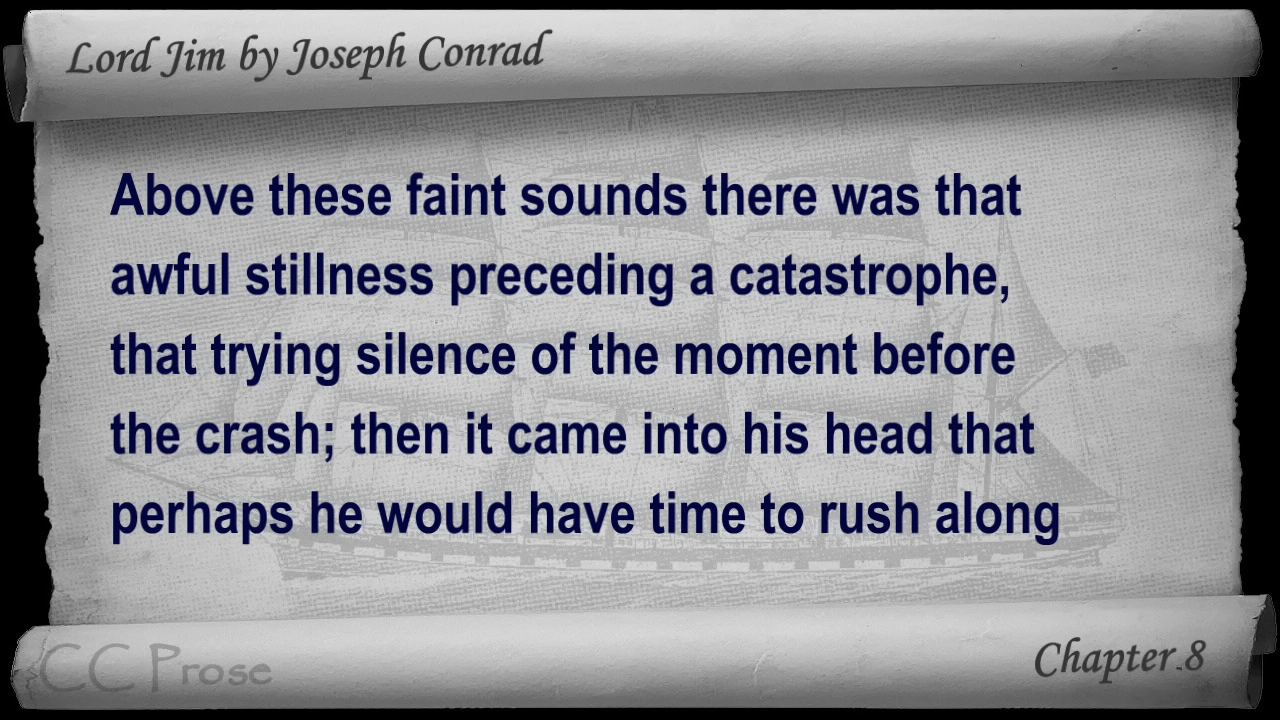 Lord Jim by Joseph Conrad
Above these faint sounds there was that
awful stillness preceding a catastrophe,
that trying silence of the moment before
the crash; then it came into his head that
perhaps he would have time to rush along
CC Prose
Chapter 8